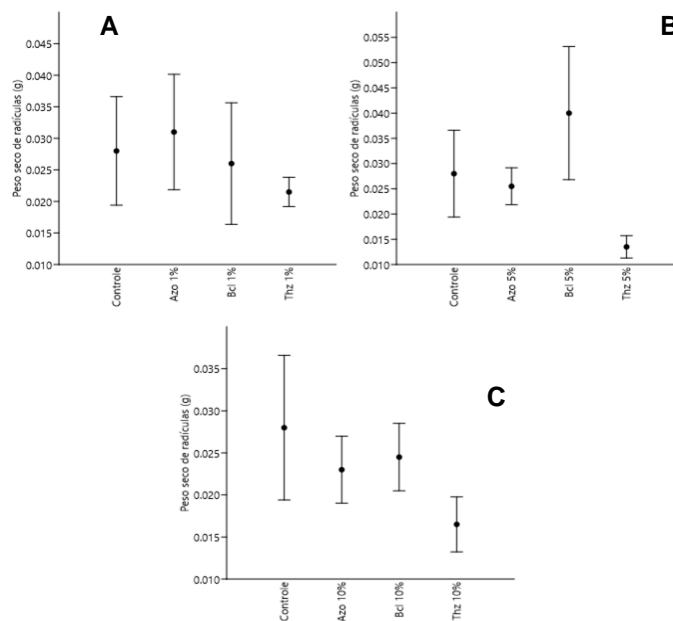 A
Peso seco de radículas (g)
0.045
0.040
0.035
0.030
0.025
0.020
0.015
0.010
Controle
Azo 1%
Bcl 1%
Thz 1%
B
Peso seco de radículas (g)
0.055
0.050
0.045
0.040
0.035
0.030
0.025
0.020
0.015
0.010
Controle
Azo 5%
Bcl 5%
Thz 5%
C
Peso seco de radículas (g)
0.035
0.030
0.025
0.020
0.015
0.010
Controle
Azo 10%
Bcl 10%
Thz 10%